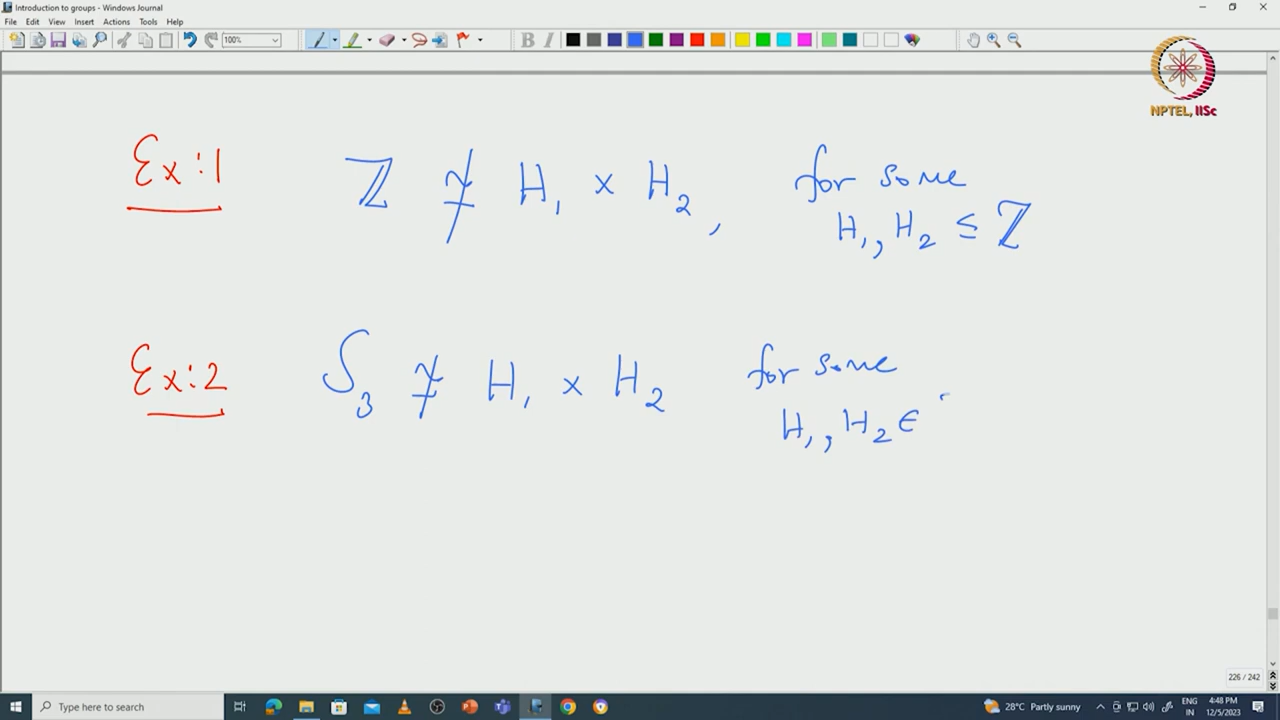 Introduction to groups - Windows Journal
File Edit View Insert Actions Tools Help
100%
NPTEL, IISc
Ex:1 ℤ ≄ H₁ × H₂, for some
H₁, H₂ ≤ ℤ
Ex:2 S₃ ≄ H₁ × H₂ for some
H₁, H₂ ∈
226 / 242
Type here to search
28°C Partly sunny
ENG
IN
4:48 PM
12/5/2023